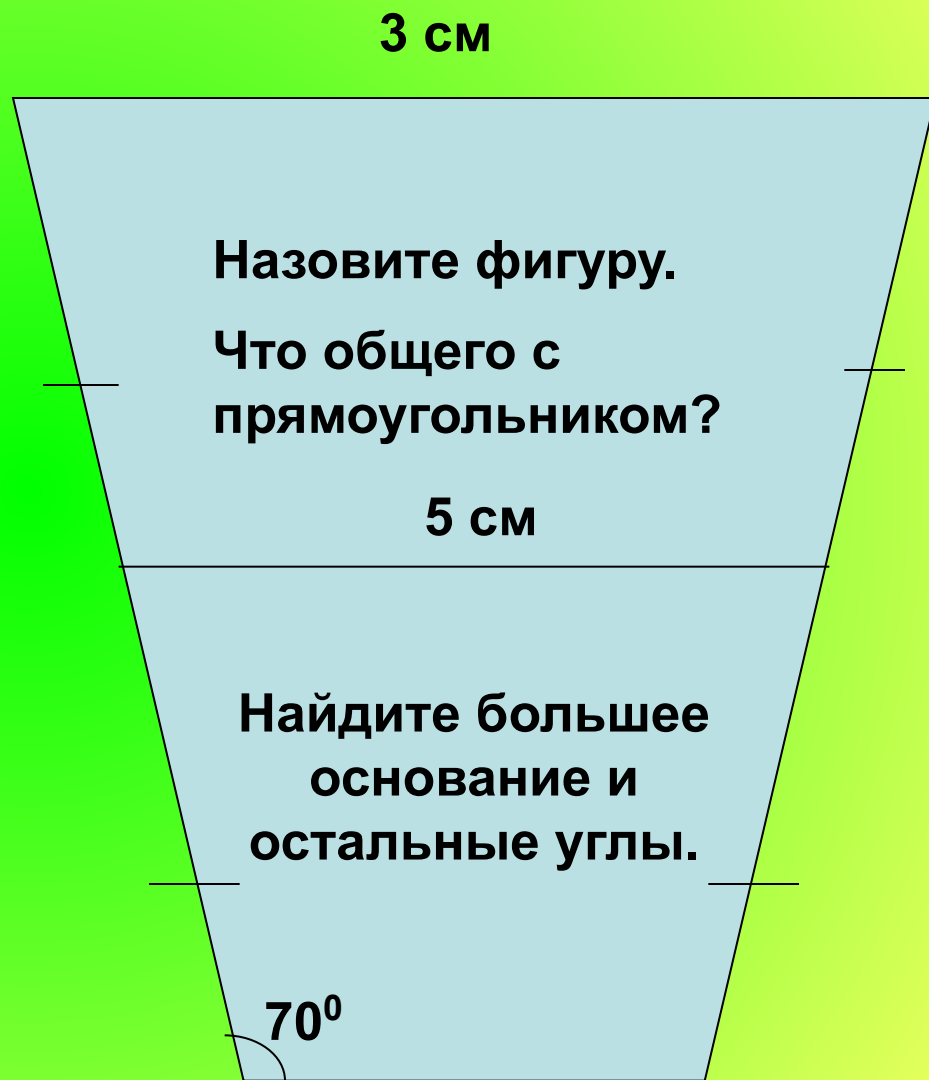 3 см
Назовите фигуру.
Что общего с
прямоугольником?
5 см
Найдите большее
основание и
остальные углы.
70⁰